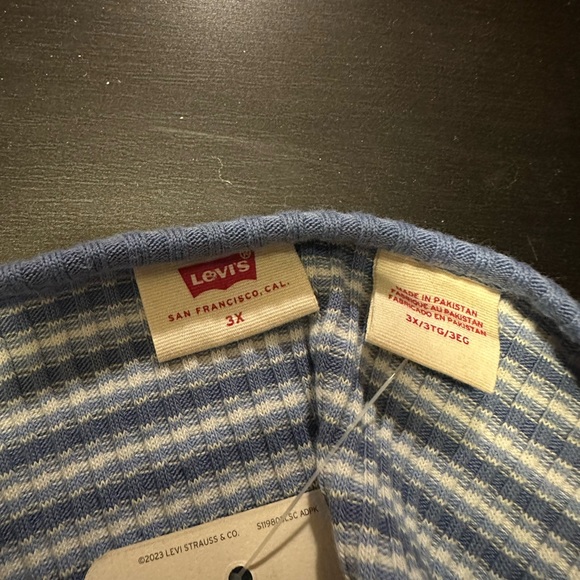 Levi's®
SAN FRANCISCO, CAL.
3X
MADE IN PAKISTAN
FABRIQUE AU PAKISTAN
FABRICADO EN PAKISTAN
3X/3TG/3EG
©2023 LEVI STRAUSS & CO.